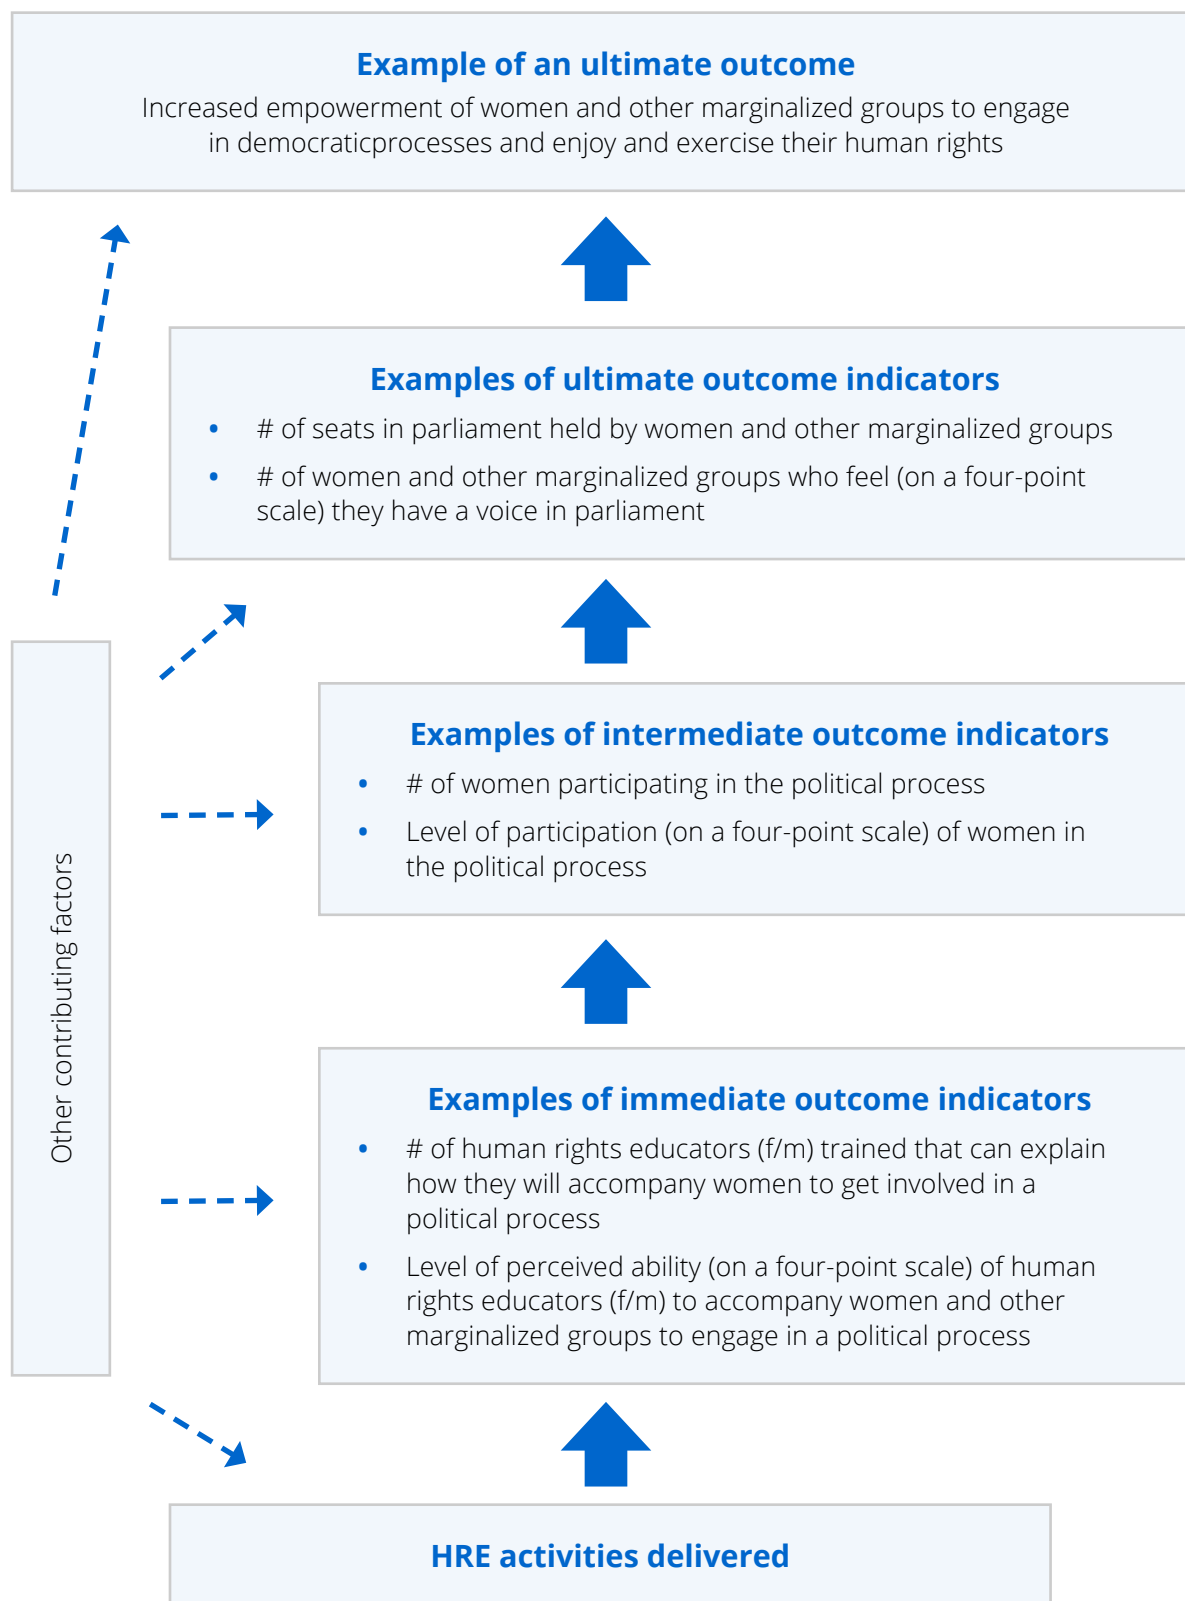 Example of an ultimate outcome
Increased empowerment of women and other marginalized groups to engage
in democraticprocesses and enjoy and exercise their human rights
Examples of ultimate outcome indicators
• # of seats in parliament held by women and other marginalized groups
• # of women and other marginalized groups who feel (on a four-point
scale) they have a voice in parliament
Other contributing factors
Examples of intermediate outcome indicators
• # of women participating in the political process
• Level of participation (on a four-point scale) of women in
the political process
Examples of immediate outcome indicators
• # of human rights educators (f/m) trained that can explain
how they will accompany women to get involved in a
political process
• Level of perceived ability (on a four-point scale) of human
rights educators (f/m) to accompany women and other
marginalized groups to engage in a political process
HRE activities delivered